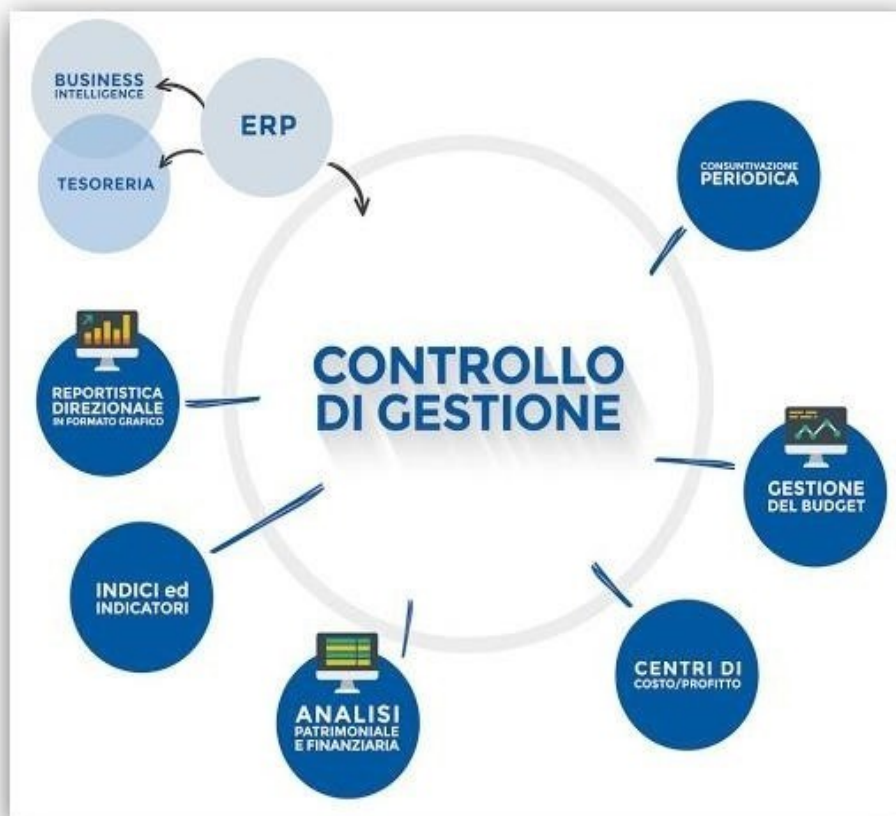 BUSINESS
INTELLIGENCE
ERP
TESORERIA
CONSUNTIVAZIONE
PERIODICA
CONTROLLO
DI GESTIONE
REPORTISTICA
DIREZIONALE
IN FORMATO GRAFICO
GESTIONE
DEL BUDGET
INDICI ed
INDICATORI
CENTRI DI
COSTO/PROFITTO
ANALISI
PATRIMONIALE
E FINANZIARIA